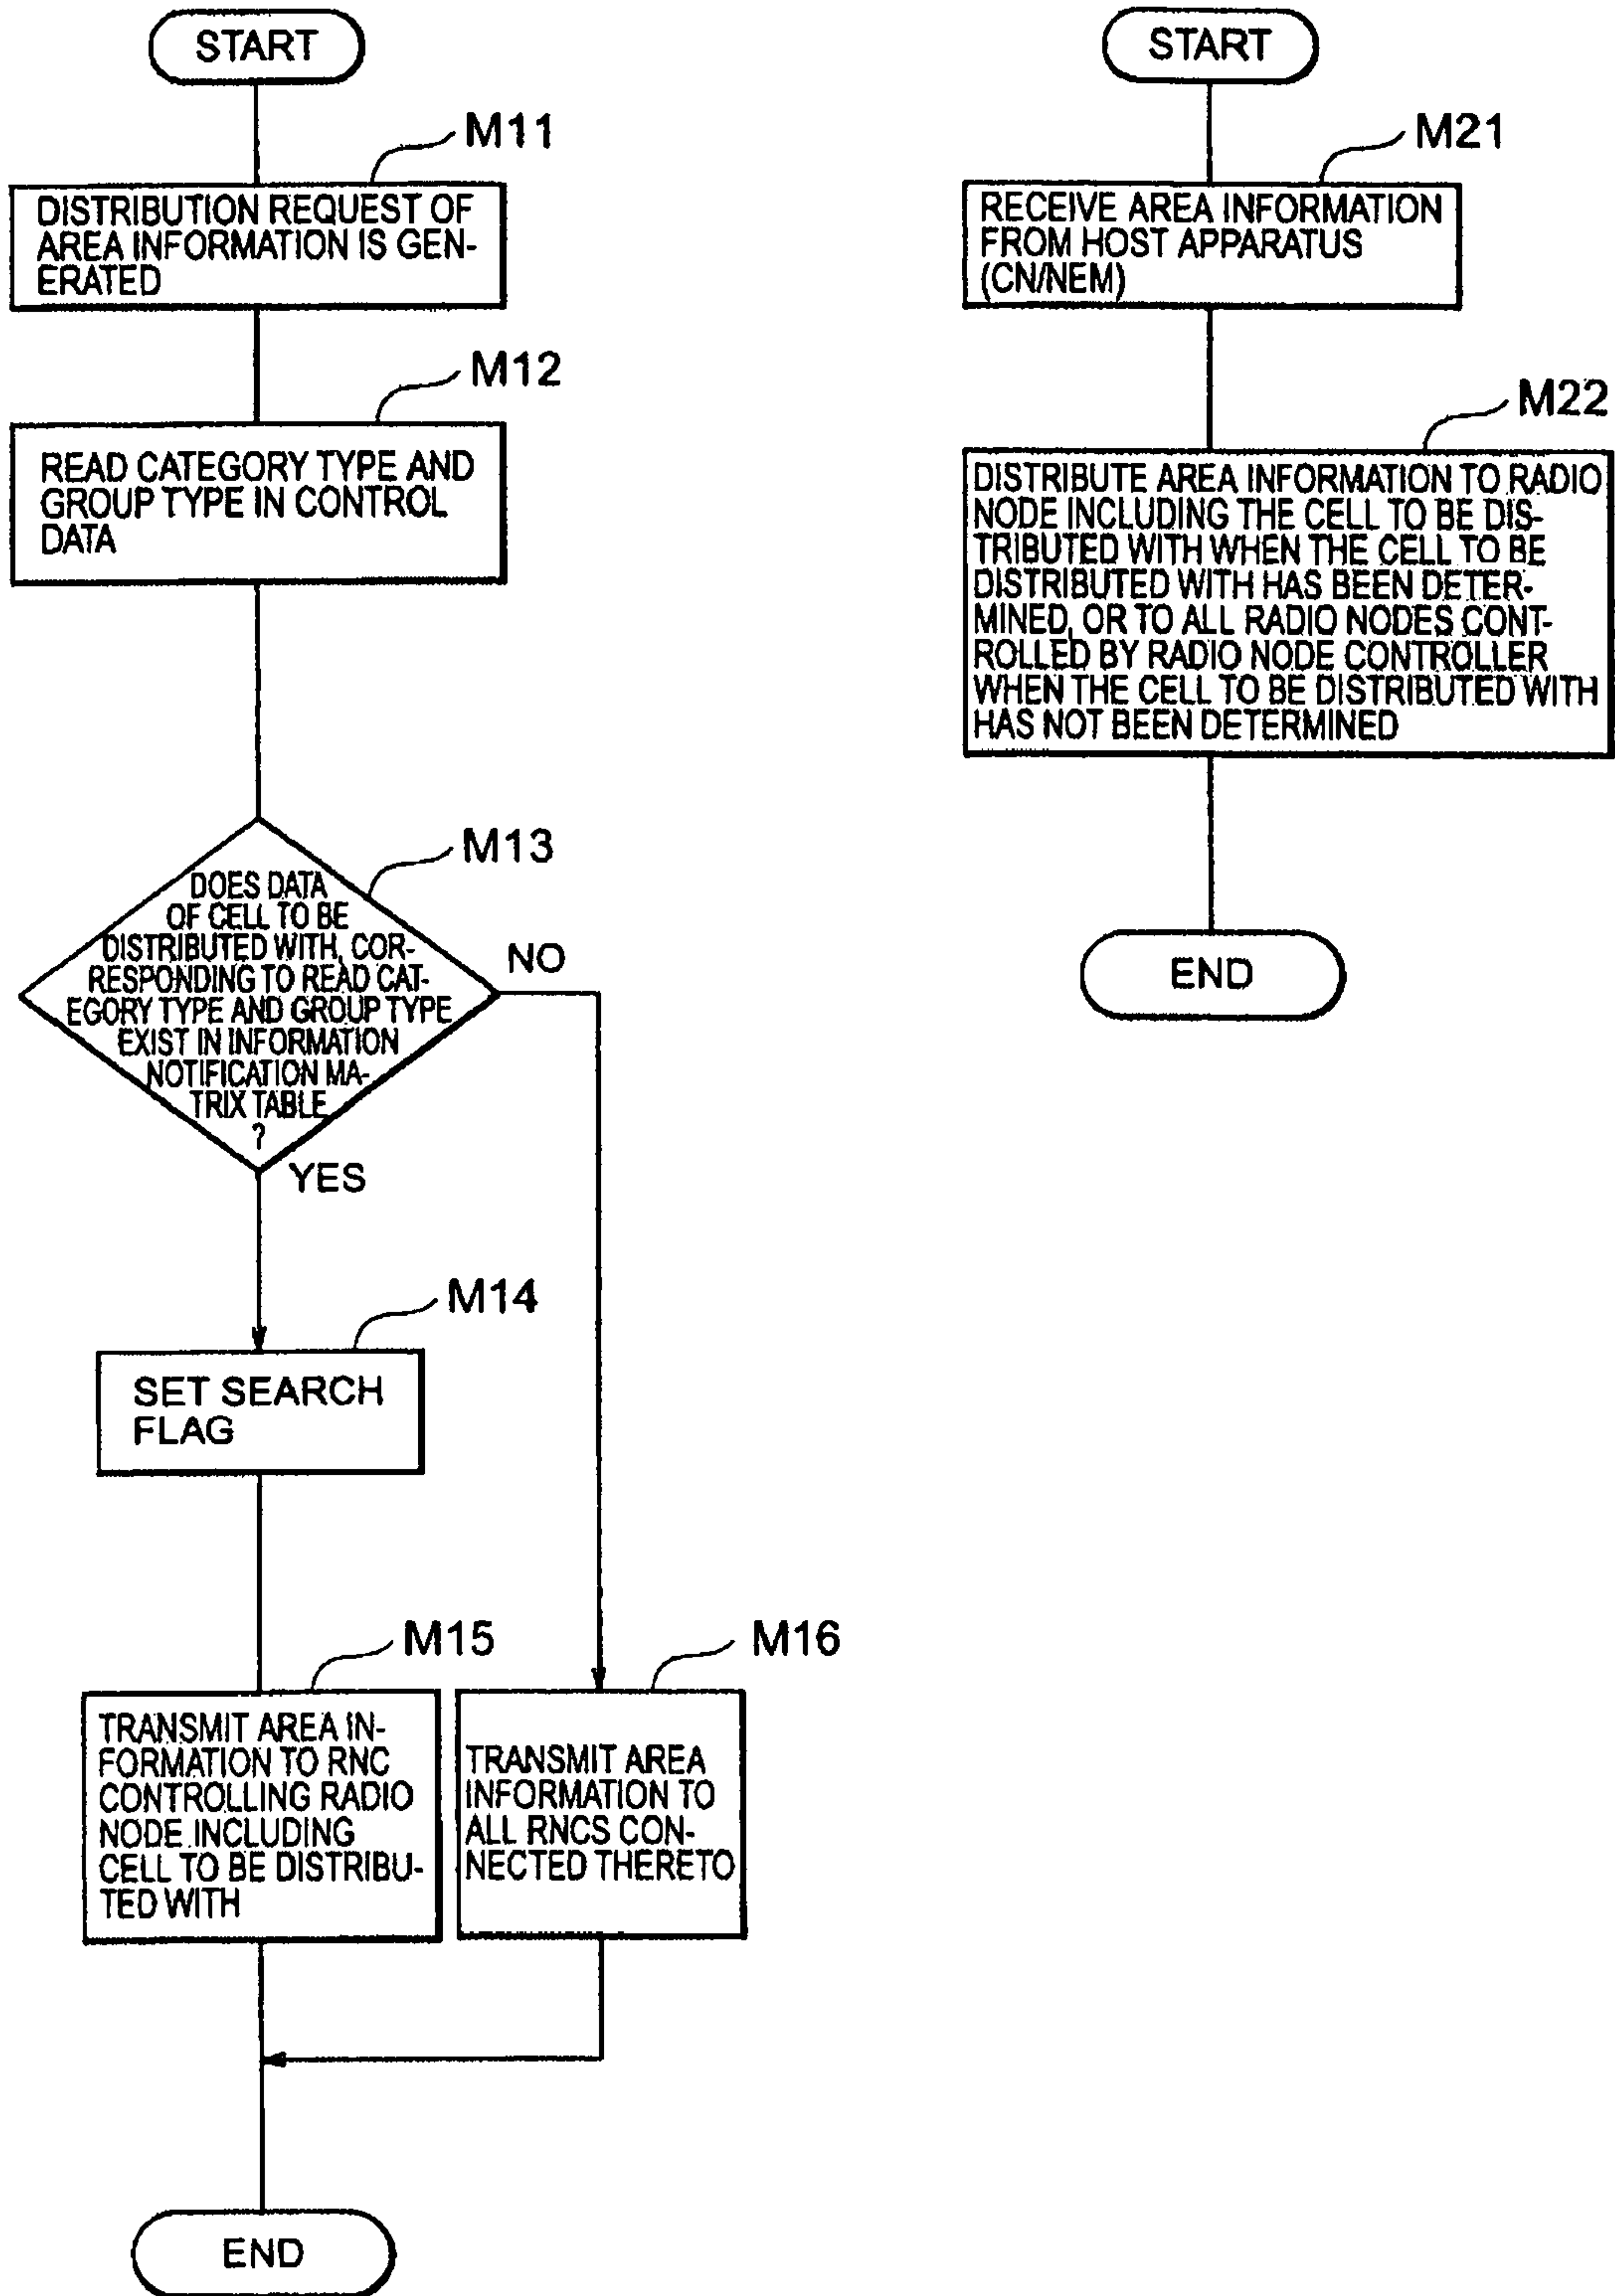 START
M11
DISTRIBUTION REQUEST OF
AREA INFORMATION IS GEN-
ERATED
M12
READ CATEGORY TYPE AND
GROUP TYPE IN CONTROL
DATA
M13
DOES DATA
OF CELL TO BE
DISTRIBUTED WITH, COR-
RESPONDING TO READ CAT-
EGORY TYPE AND GROUP TYPE
EXIST IN INFORMATION
NOTIFICATION MA-
TRIX TABLE
?
NO
YES
M14
SET SEARCH
FLAG
M15
TRANSMIT AREA IN-
FORMATION TO RNC
CONTROLLING RADIO
NODE INCLUDING
CELL TO BE DISTRIBU-
TED WITH
M16
TRANSMIT AREA
INFORMATION TO
ALL RNCS CON-
NECTED THERETO
END
START
M21
RECEIVE AREA INFORMATION
FROM HOST APPARATUS
(CN/NEM)
M22
DISTRIBUTE AREA INFORMATION TO RADIO
NODE INCLUDING THE CELL TO BE DIS-
TRIBUTED WITH WHEN THE CELL TO BE
DISTRIBUTED WITH HAS BEEN DETER-
MINED, OR TO ALL RADIO NODES CONT-
ROLLED BY RADIO NODE CONTROLLER
WHEN THE CELL TO BE DISTRIBUTED WITH
HAS NOT BEEN DETERMINED
END